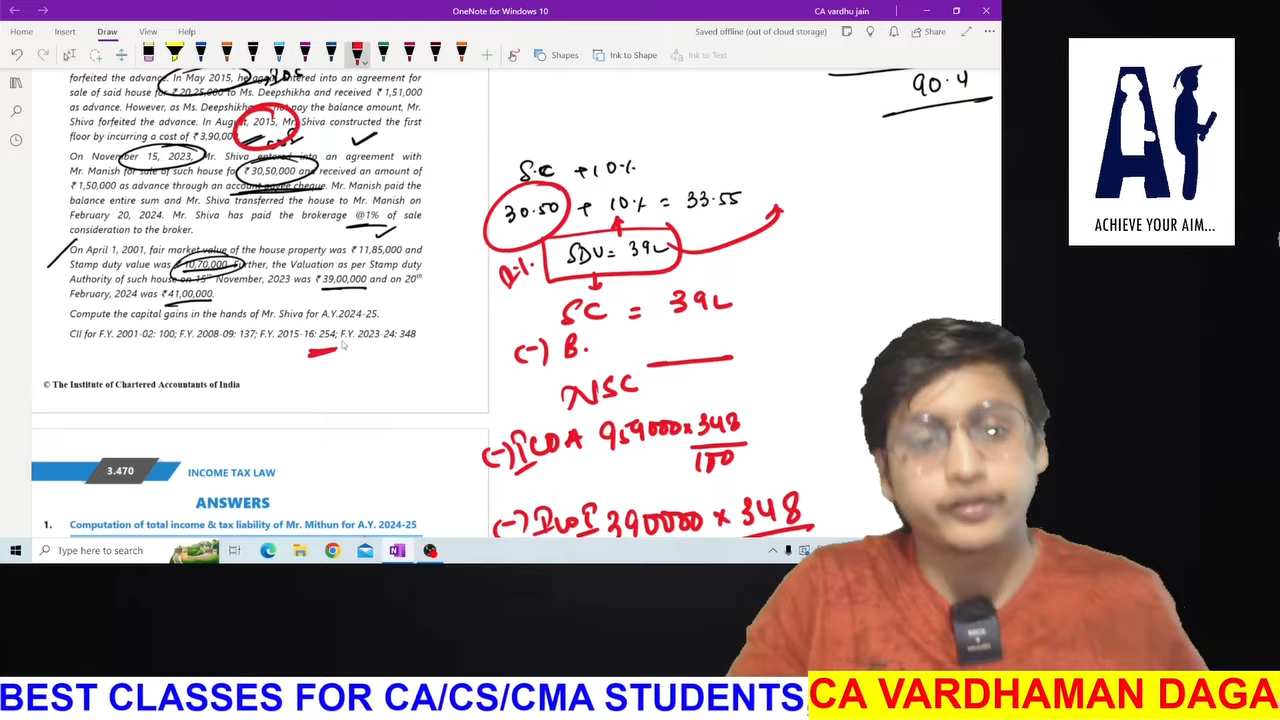 OneNote for Windows 10
CA vardhu jain
Home Insert Draw View Help
Saved offline (out of cloud storage)
Share
Shapes
Ink to Shape
Ink to Text
forfeited the advance. In May 2015, he again entered into an agreement for
sale of said house for ₹ 20,25,000 to Ms. Deepshikha and received ₹ 1,51,000
as advance. However, as Ms. Deepshikha did not pay the balance amount, Mr.
Shiva forfeited the advance. In August, 2015, Mr. Shiva constructed the first
floor by incurring a cost of ₹ 3,90,000
On November 15, 2023, Mr. Shiva entered into an agreement with
Mr. Manish for sale of such house for ₹ 30,50,000 and received an amount of
₹ 1,50,000 as advance through an account payee cheque. Mr. Manish paid the
balance entire sum and Mr. Shiva transferred the house to Mr. Manish on
February 20, 2024. Mr. Shiva has paid the brokerage @1% of sale
consideration to the broker.
On April 1, 2001, fair market value of the house property was ₹ 11,85,000 and
Stamp duty value was ₹ 10,70,000. Further, the Valuation as per Stamp duty
Authority of such house on 15th November, 2023 was ₹ 39,00,000 and on 20th
February, 2024 was ₹ 41,00,000.
Compute the capital gains in the hands of Mr. Shiva for A.Y.2024-25.
CII for F.Y. 2001-02: 100; F.Y. 2008-09: 137; F.Y. 2015-16: 254; F.Y. 2023-24: 348
© The Institute of Chartered Accountants of India
3.470 INCOME TAX LAW
ANSWERS
1. Computation of total income & tax liability of Mr. Mithun for A.Y. 2024-25
90.4
SC + 10%
30.50 + 10% = 33.55
SDV = 39L
SC = 39L
(-) B.
NSC
(-) ICOA 959000 × 348
100
(-) ICOI 390000 × 348
Type here to search
AI
ACHIEVE YOUR AIM...
BEST CLASSES FOR CA/CS/CMA STUDENTS
CA VARDHAMAN DAGA